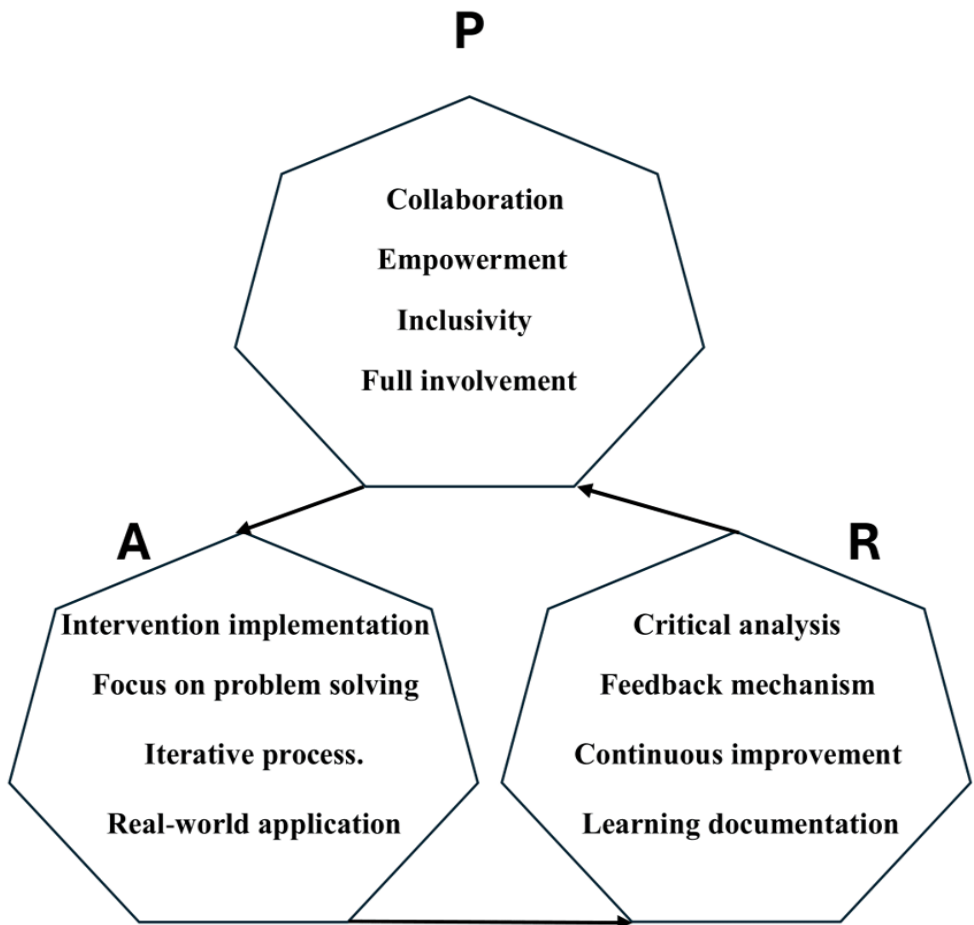 P
Collaboration
Empowerment
Inclusivity
Full involvement
A
Intervention implementation
Focus on problem solving
Iterative process.
Real-world application
R
Critical analysis
Feedback mechanism
Continuous improvement
Learning documentation